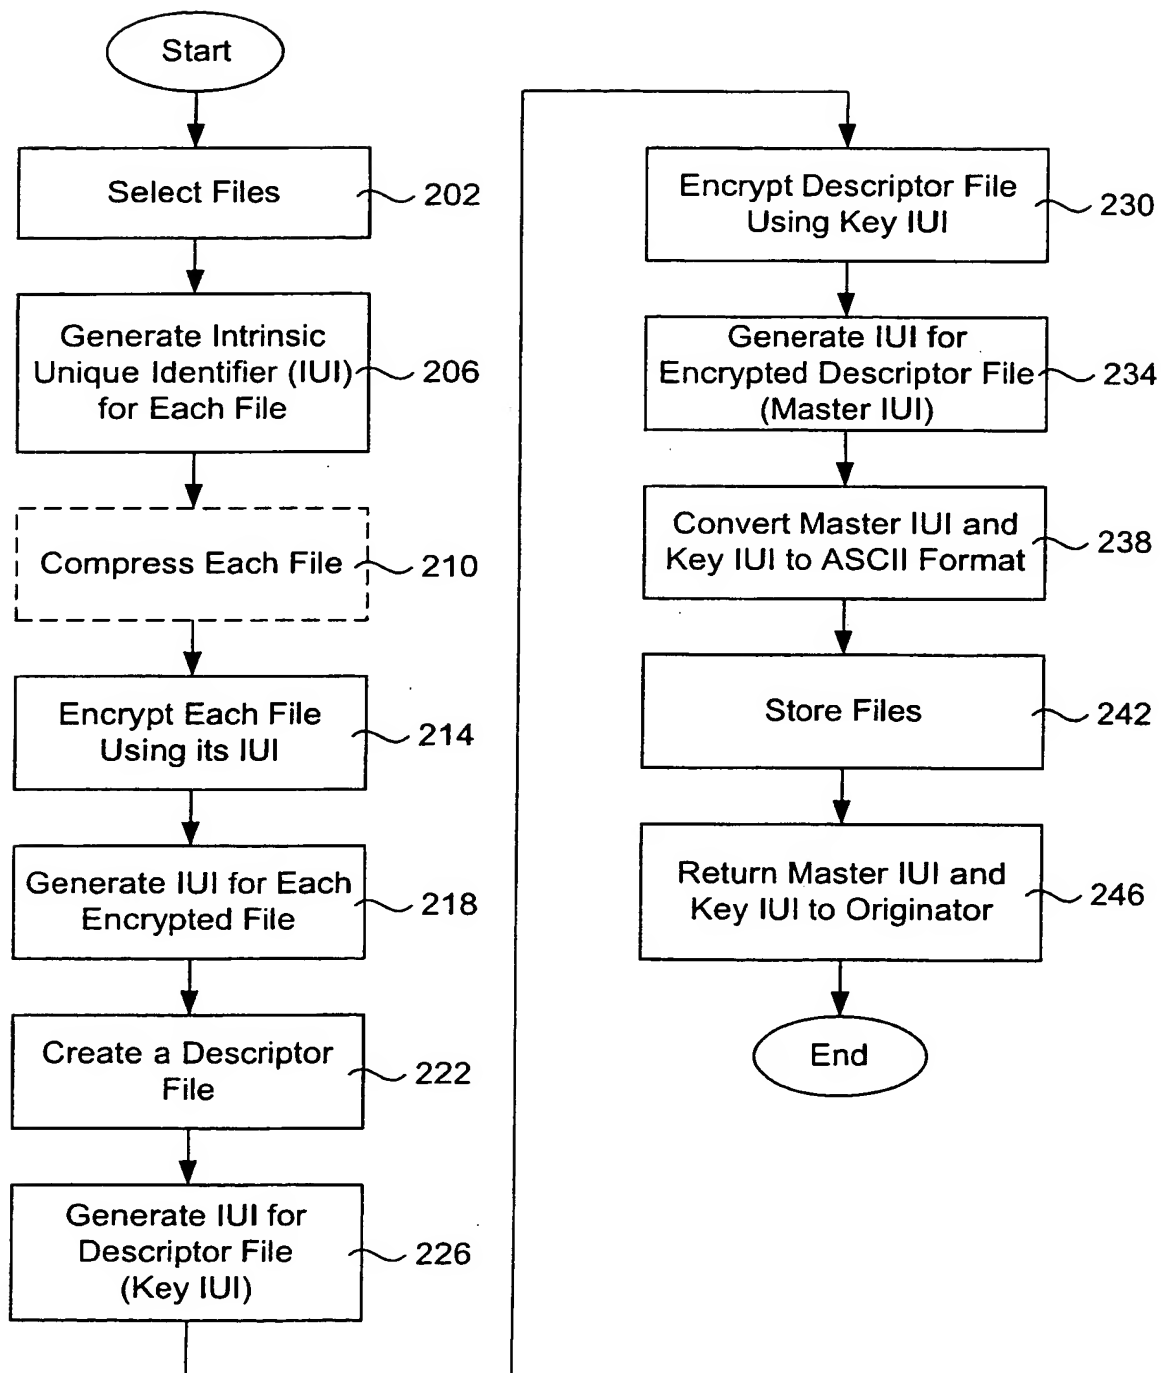 Start
Select Files
202
Generate Intrinsic
Unique Identifier (IUI)
for Each File
206
Compress Each File
210
Encrypt Each File
Using its IUI
214
Generate IUI for Each
Encrypted File
218
Create a Descriptor
File
222
Generate IUI for
Descriptor File
(Key IUI)
226
Encrypt Descriptor File
Using Key IUI
230
Generate IUI for
Encrypted Descriptor File
(Master IUI)
234
Convert Master IUI and
Key IUI to ASCII Format
238
Store Files
242
Return Master IUI and
Key IUI to Originator
246
End